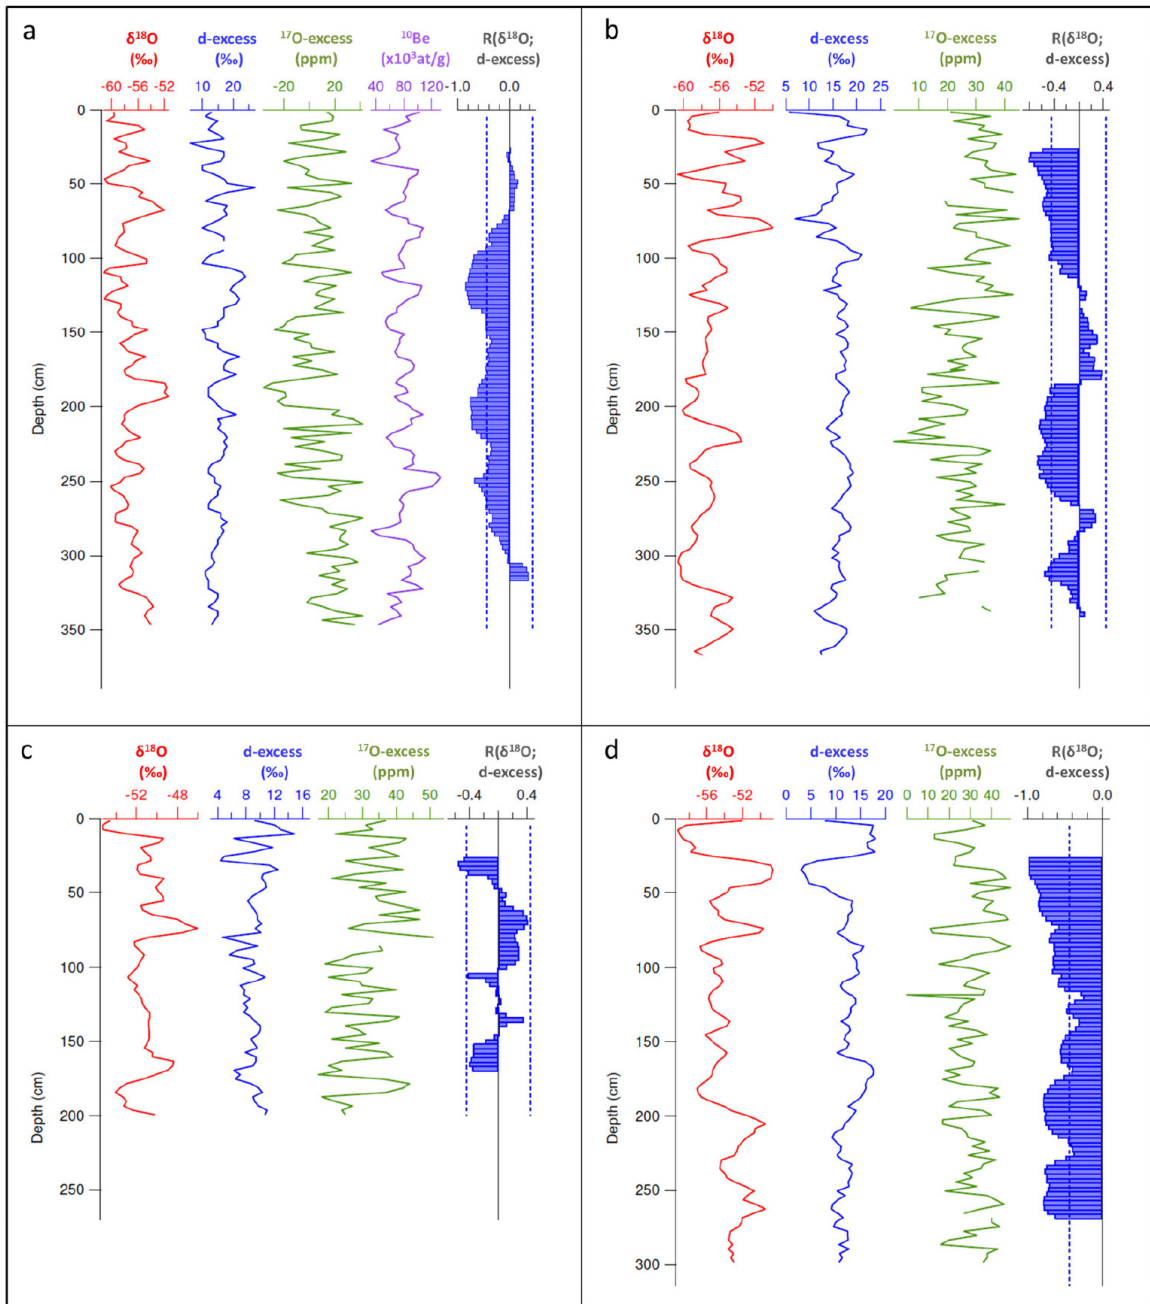 a
δ18O d-excess 17O-excess 10Be R(δ18O;
(‰) (‰) (ppm) (x10³at/g) d-excess)
-60 -56 -52 10 20 -20 20 40 80 120 -1.0 0.0
0
50
100
150
200
250
300
350
Depth (cm)
b
δ18O d-excess 17O-excess R(δ18O;
(‰) (‰) (ppm) d-excess)
-60 -56 -52 5 10 15 20 25 0 20 40 -0.4 0.4
0
50
100
150
200
250
300
350
Depth (cm)
c
δ18O d-excess 17O-excess R(δ18O;
(‰) (‰) (ppm) d-excess)
-52 -48 4 8 12 16 20 30 40 50 -0.4 0.4
0
50
100
150
200
250
Depth (cm)
d
δ18O d-excess 17O-excess R(δ18O;
(‰) (‰) (ppm) d-excess)
-56 -52 0 5 10 15 20 0 10 20 30 40 -1.0 0.0
0
50
100
150
200
250
300
Depth (cm)